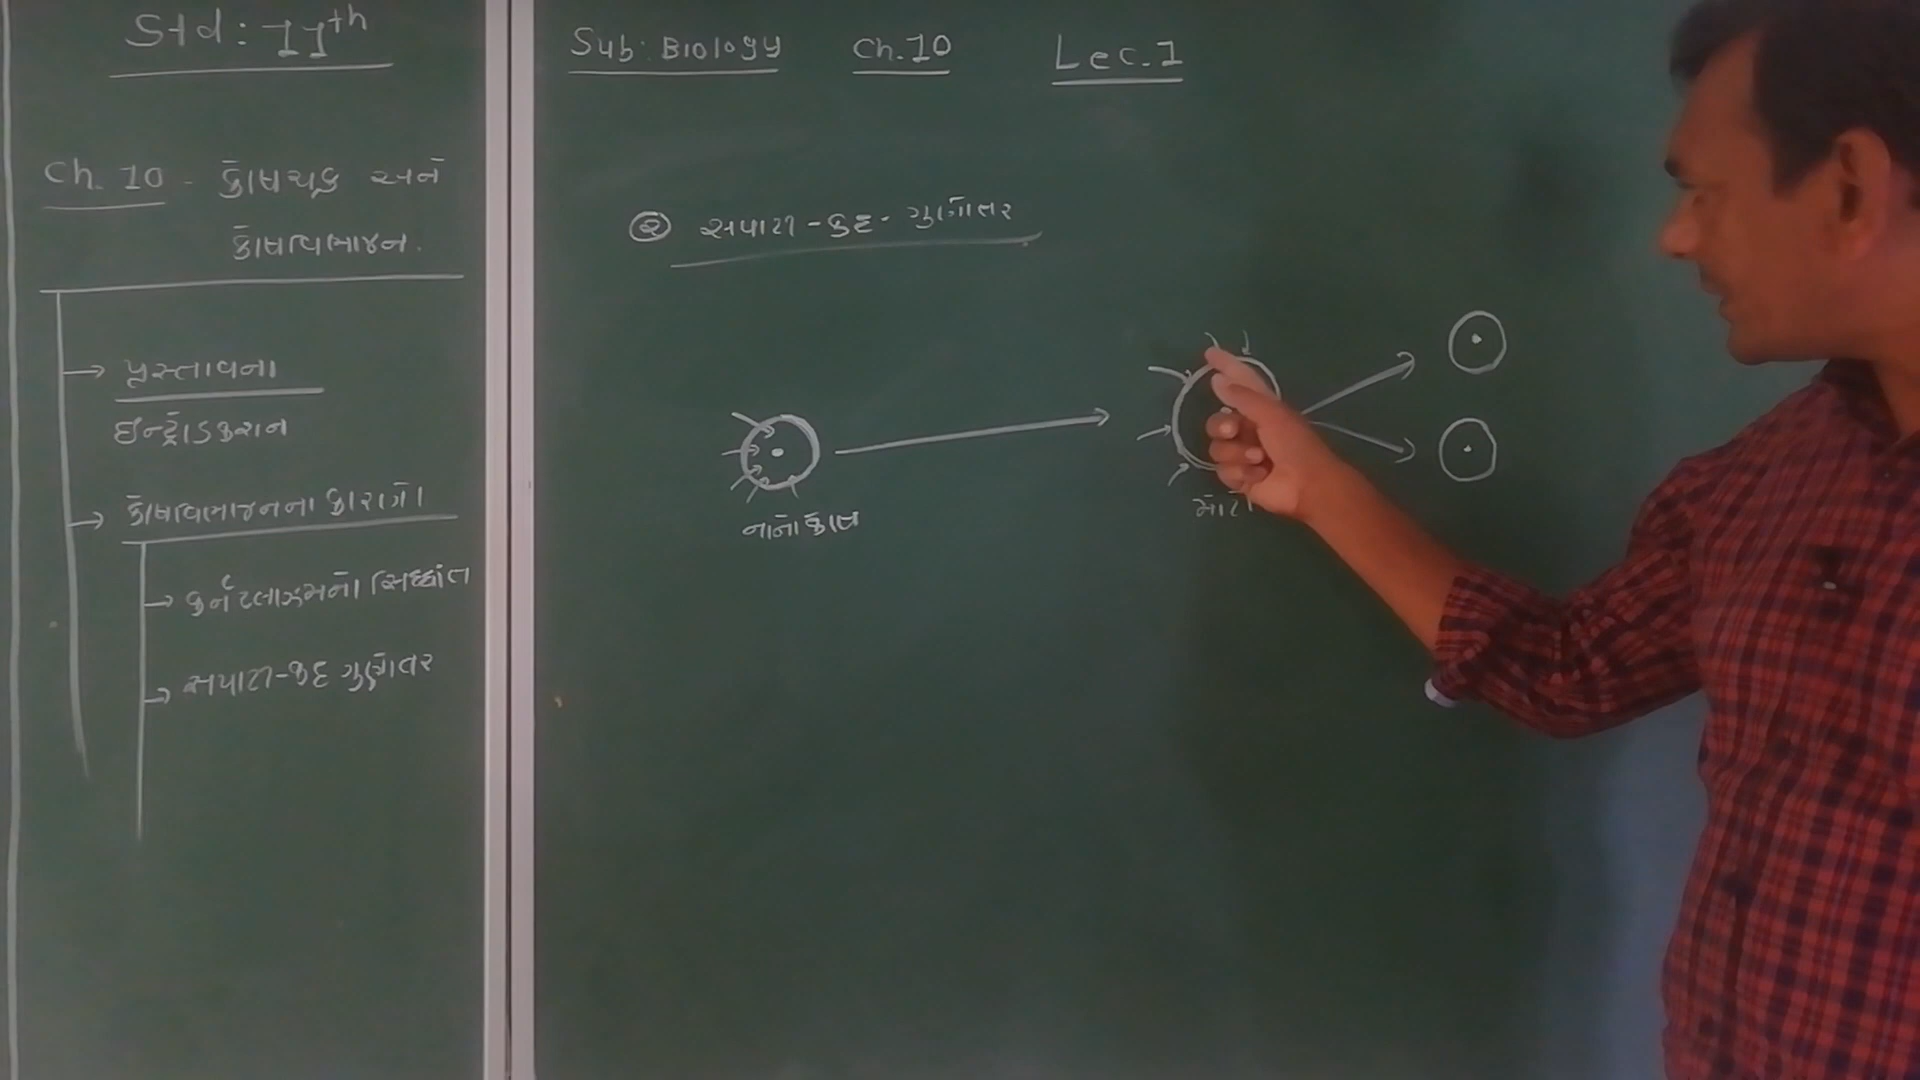 Std: 11th
Ch. 10 - કોષચક્ર અને
કોષવિભાજન.
→ પ્રસ્તાવના
ઇન્ટ્રોડક્શન
→ કોષવિભાજનના કારણો
→ કર્ન પ્લાઝમનો સિદ્ધાંત
→ સપાટી-કદ ગુણોત્તર
Sub: Biology Ch.10 Lec.1
② સપાટી-કદ- ગુણોતર
નાનો કોષ
મોટો